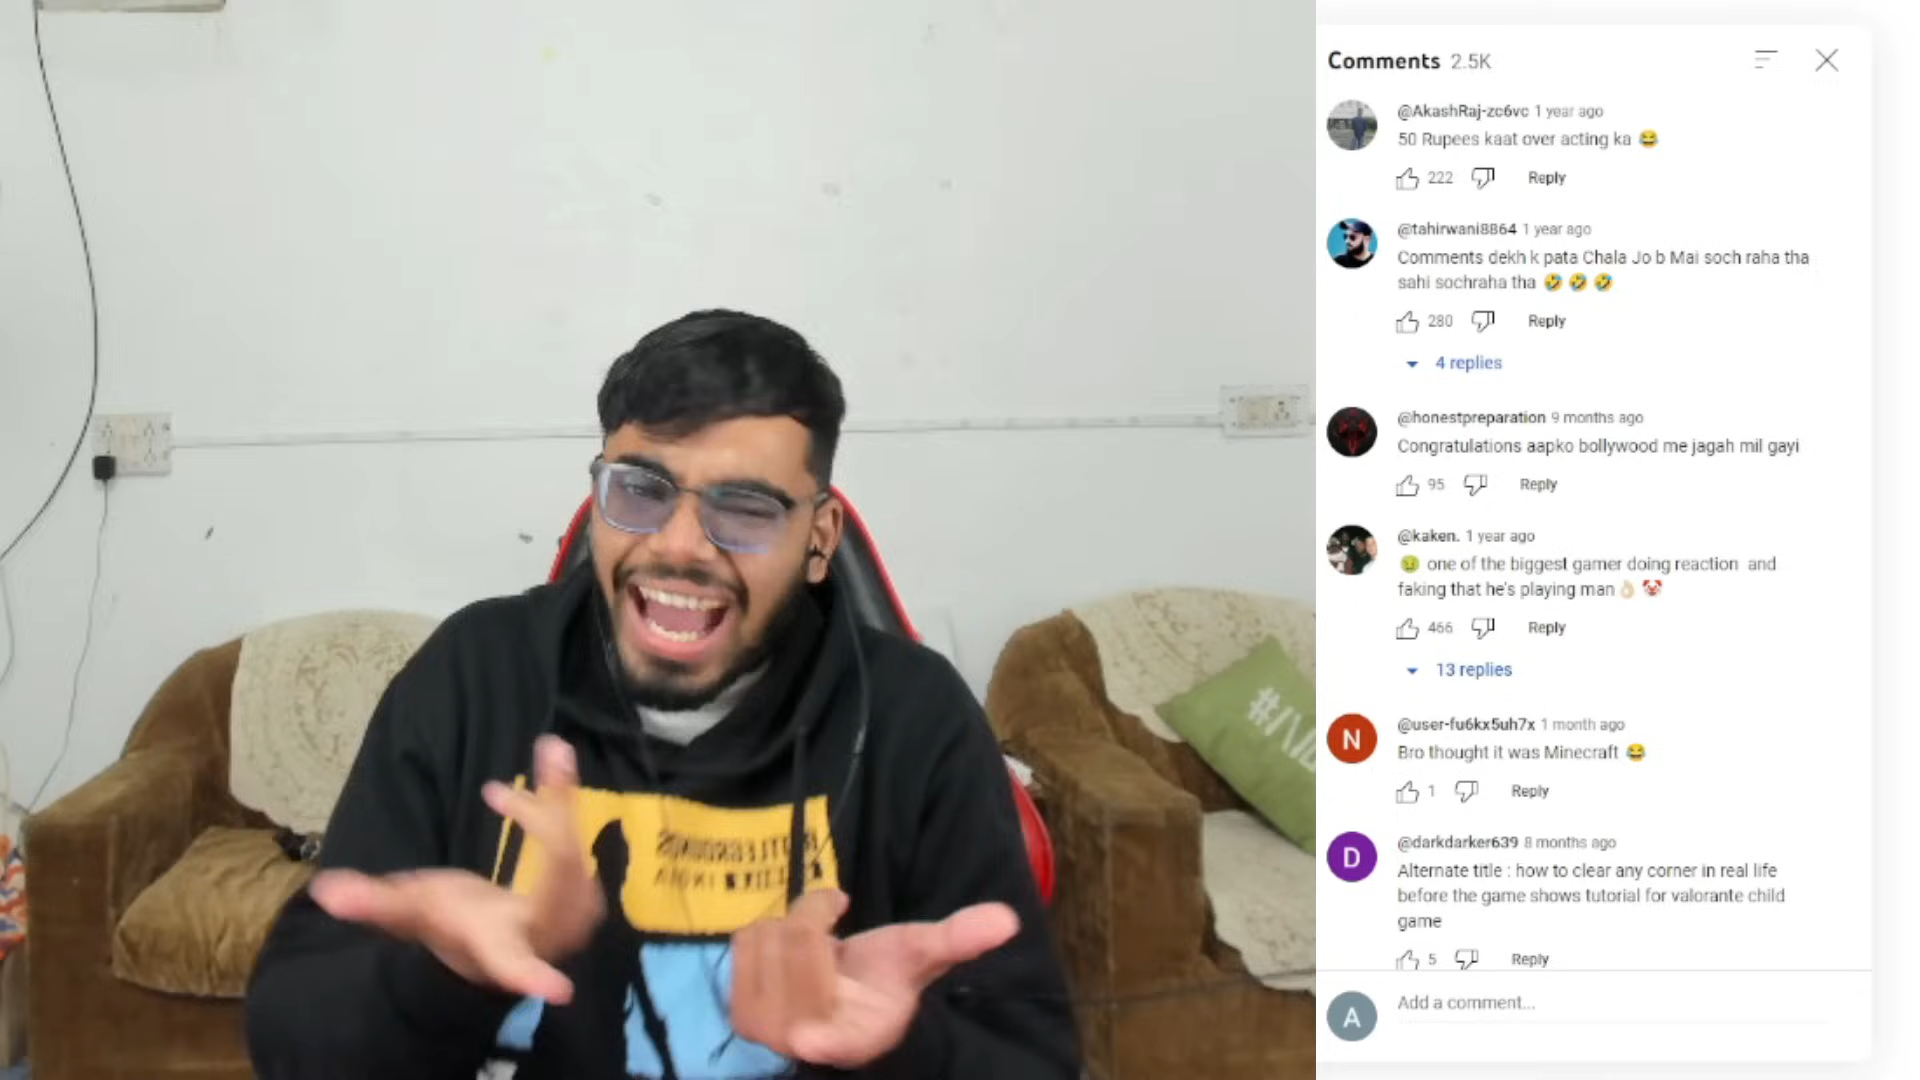 Comments 2.5K
@AkashRaj-zc6vc 1 year ago
50 Rupees kaat over acting ka 😂
222 Reply
@tahirwani8864 1 year ago
Comments dekh k pata Chala Jo b Mai soch raha tha
sahi sochraha tha 🤣 🤣 🤣
280 Reply
4 replies
@honestpreparation 9 months ago
Congratulations aapko bollywood me jagah mil gayi
95 Reply
@kaken. 1 year ago
🤢 one of the biggest gamer doing reaction and
faking that he's playing man👌🏻 🤡
466 Reply
13 replies
N
@user-fu6kx5uh7x 1 month ago
Bro thought it was Minecraft 😂
1 Reply
D
@darkdarker639 8 months ago
Alternate title : how to clear any corner in real life
before the game shows tutorial for valorante child
game
5 Reply
A
Add a comment...